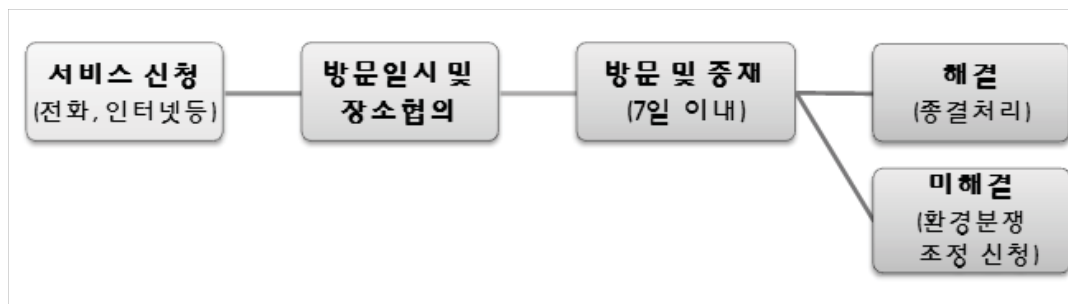 서비스 신청
(전화, 인터넷등)
방문일시 및
장소협의
방문 및 중재
(7일 이내)
해결
(종결처리)
미해결
(환경분쟁
조정 신청)